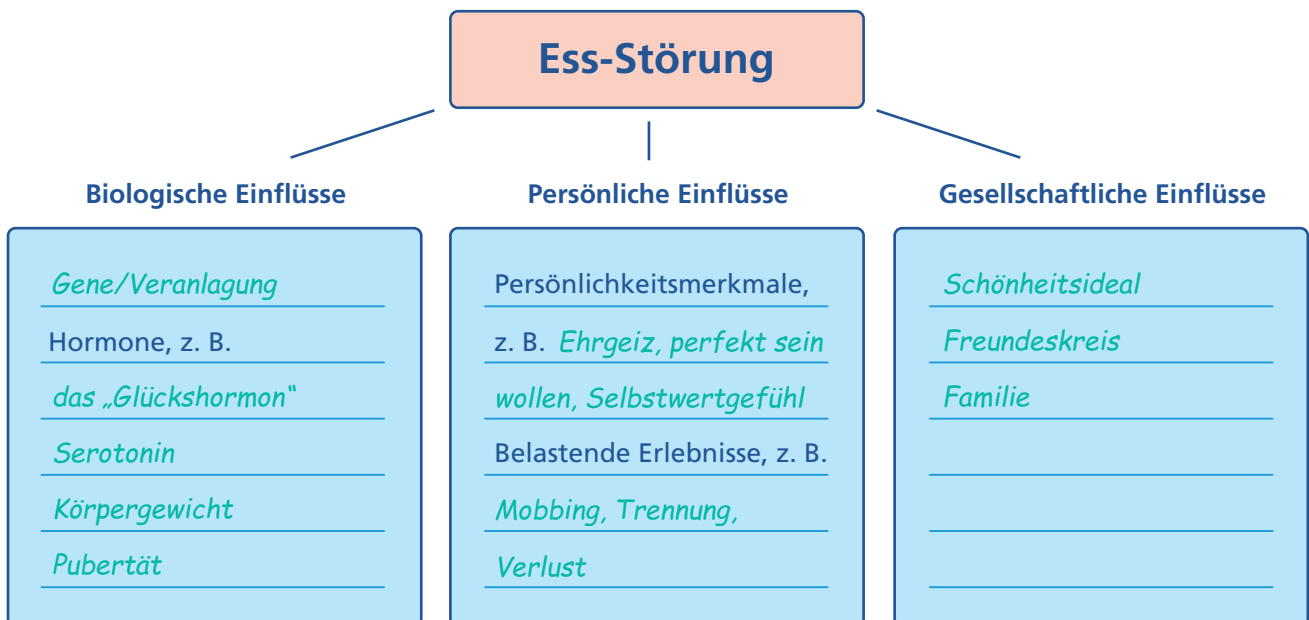 Ess-Störung
Biologische Einflüsse
Gene/Veranlagung
Hormone, z. B.
das „Glückshormon“
Serotonin
Körpergewicht
Pubertät
Persönliche Einflüsse
Persönlichkeitsmerkmale,
z. B. Ehrgeiz, perfekt sein
wollen, Selbstwertgefühl
Belastende Erlebnisse, z. B.
Mobbing, Trennung,
Verlust
Gesellschaftliche Einflüsse
Schönheitsideal
Freundeskreis
Familie